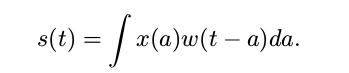 s(t) = ∫ x(a)w(t − a)da.